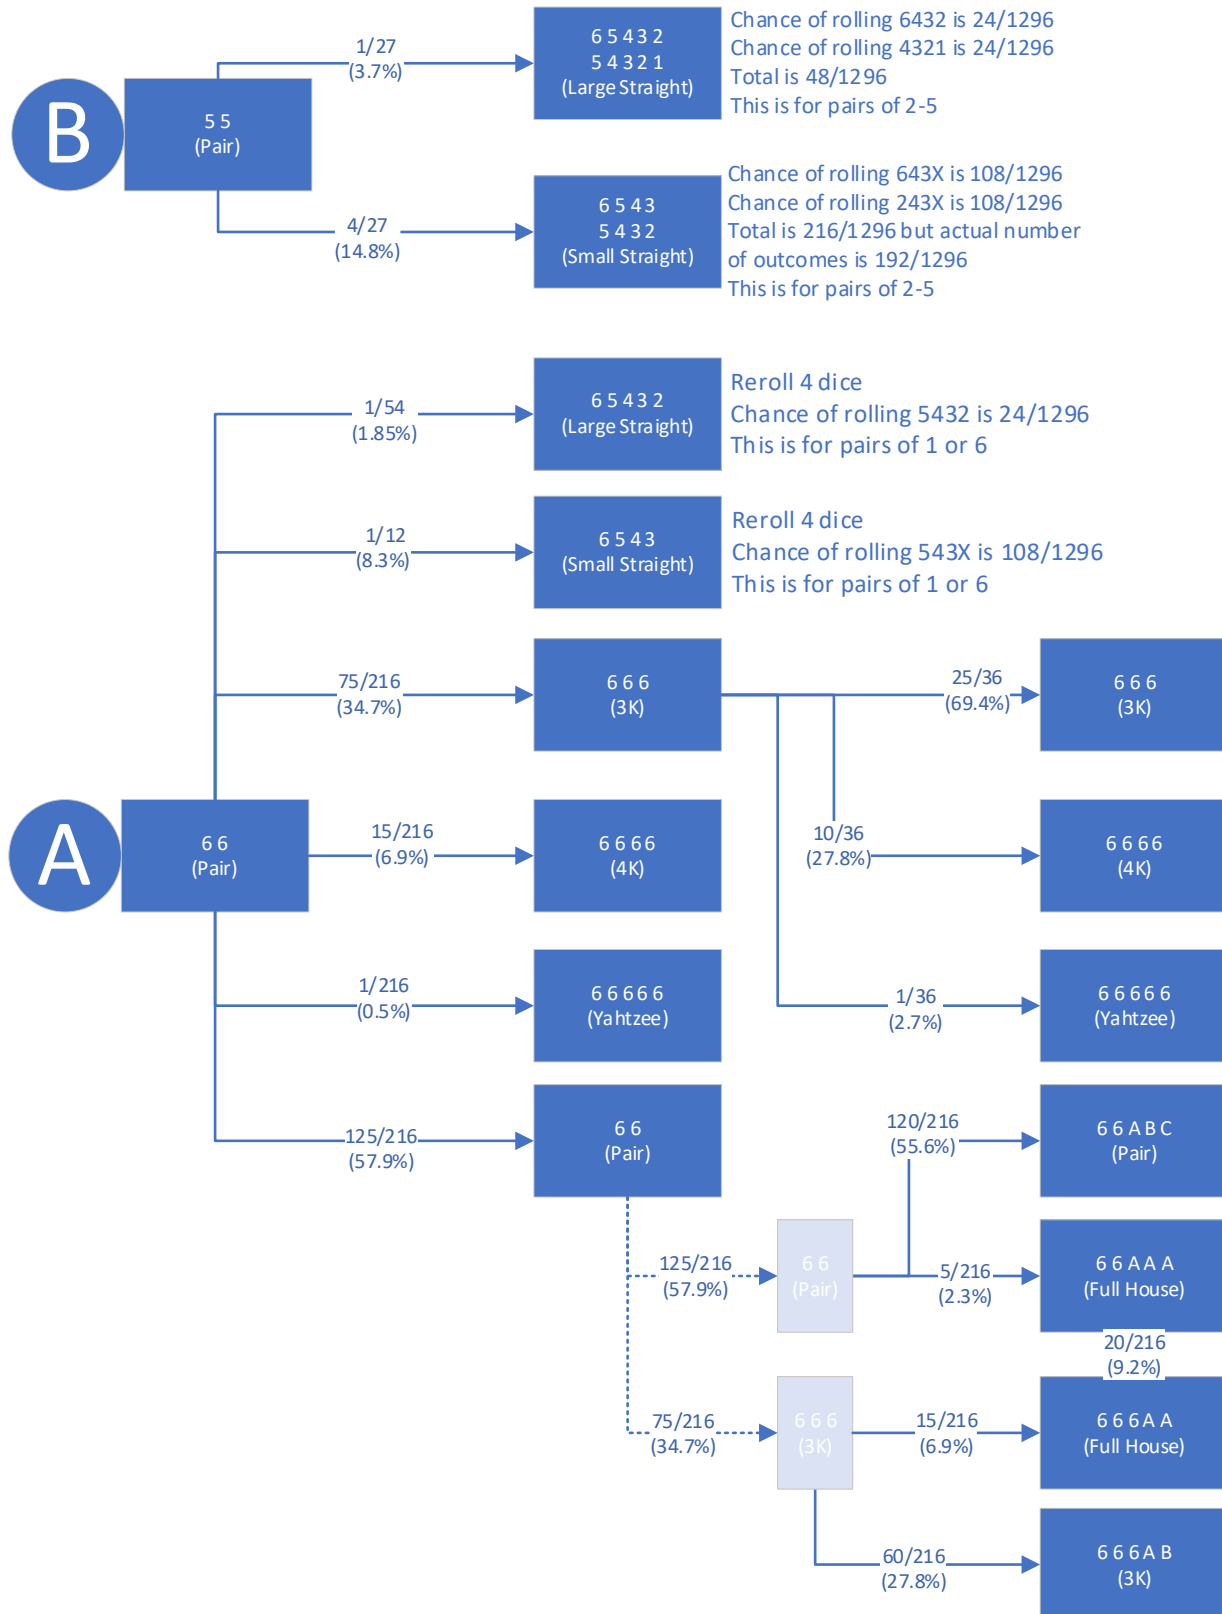 B
5 5
(Pair)
1/27
(3.7%)
6 5 4 3 2
5 4 3 2 1
(Large Straight)
Chance of rolling 6432 is 24/1296
Chance of rolling 4321 is 24/1296
Total is 48/1296
This is for pairs of 2-5
4/27
(14.8%)
6 5 4 3
5 4 3 2
(Small Straight)
Chance of rolling 643X is 108/1296
Chance of rolling 243X is 108/1296
Total is 216/1296 but actual number
of outcomes is 192/1296
This is for pairs of 2-5
A
6 6
(Pair)
1/54
(1.85%)
6 5 4 3 2
(Large Straight)
Reroll 4 dice
Chance of rolling 5432 is 24/1296
This is for pairs of 1 or 6
1/12
(8.3%)
6 5 4 3
(Small Straight)
Reroll 4 dice
Chance of rolling 543X is 108/1296
This is for pairs of 1 or 6
75/216
(34.7%)
6 6 6
(3K)
25/36
(69.4%)
6 6 6
(3K)
15/216
(6.9%)
6 6 6 6
(4K)
10/36
(27.8%)
6 6 6 6
(4K)
1/216
(0.5%)
6 6 6 6 6
(Yahtzee)
1/36
(2.7%)
6 6 6 6 6
(Yahtzee)
125/216
(57.9%)
6 6
(Pair)
120/216
(55.6%)
6 6 A B C
(Pair)
125/216
(57.9%)
6 6
(Pair)
5/216
(2.3%)
6 6 A A A
(Full House)
20/216
(9.2%)
75/216
(34.7%)
6 6 6
(3K)
15/216
(6.9%)
6 6 6 A A
(Full House)
60/216
(27.8%)
6 6 6 A B
(3K)